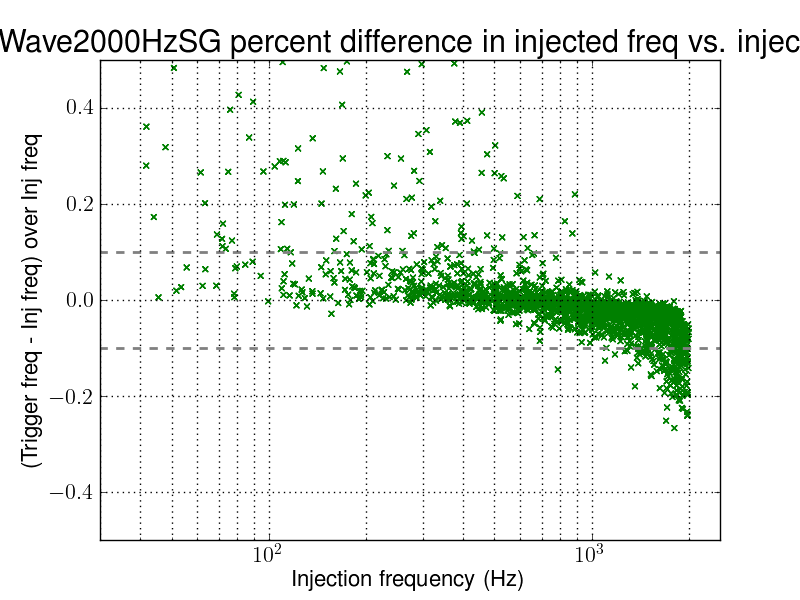 Wave2000HzSG percent difference in injected freq vs. injec
(Trigger freq - Inj freq) over Inj freq
0.4
0.2
0.0
−0.2
−0.4
10²
10³
Injection frequency (Hz)